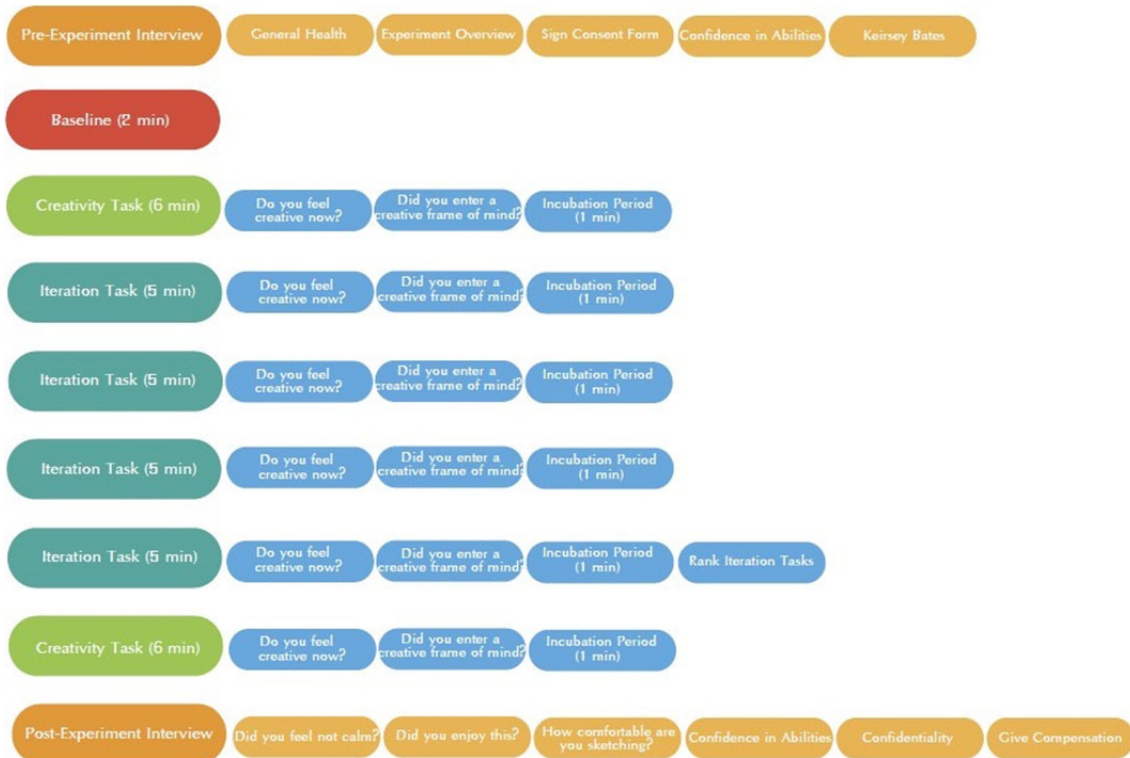 Pre-Experiment Interview
General Health
Experiment Overview
Sign Consent Form
Confidence in Abilities
Keirsey Bates
Baseline (2 min)
Creativity Task (6 min)
Do you feel
creative now?
Did you enter a
creative frame of mind?
Incubation Period
(1 min)
Iteration Task (5 min)
Do you feel
creative now?
Did you enter a
creative frame of mind?
Incubation Period
(1 min)
Iteration Task (5 min)
Do you feel
creative now?
Did you enter a
creative frame of mind?
Incubation Period
(1 min)
Iteration Task (5 min)
Do you feel
creative now?
Did you enter a
creative frame of mind?
Incubation Period
(1 min)
Iteration Task (5 min)
Do you feel
creative now?
Did you enter a
creative frame of mind?
Incubation Period
(1 min)
Rank Iteration Tasks
Creativity Task (6 min)
Do you feel
creative now?
Did you enter a
creative frame of mind?
Incubation Period
(1 min)
Post-Experiment Interview
Did you feel not calm?
Did you enjoy this?
How comfortable are
you sketching?
Confidence in Abilities
Confidentiality
Give Compensation